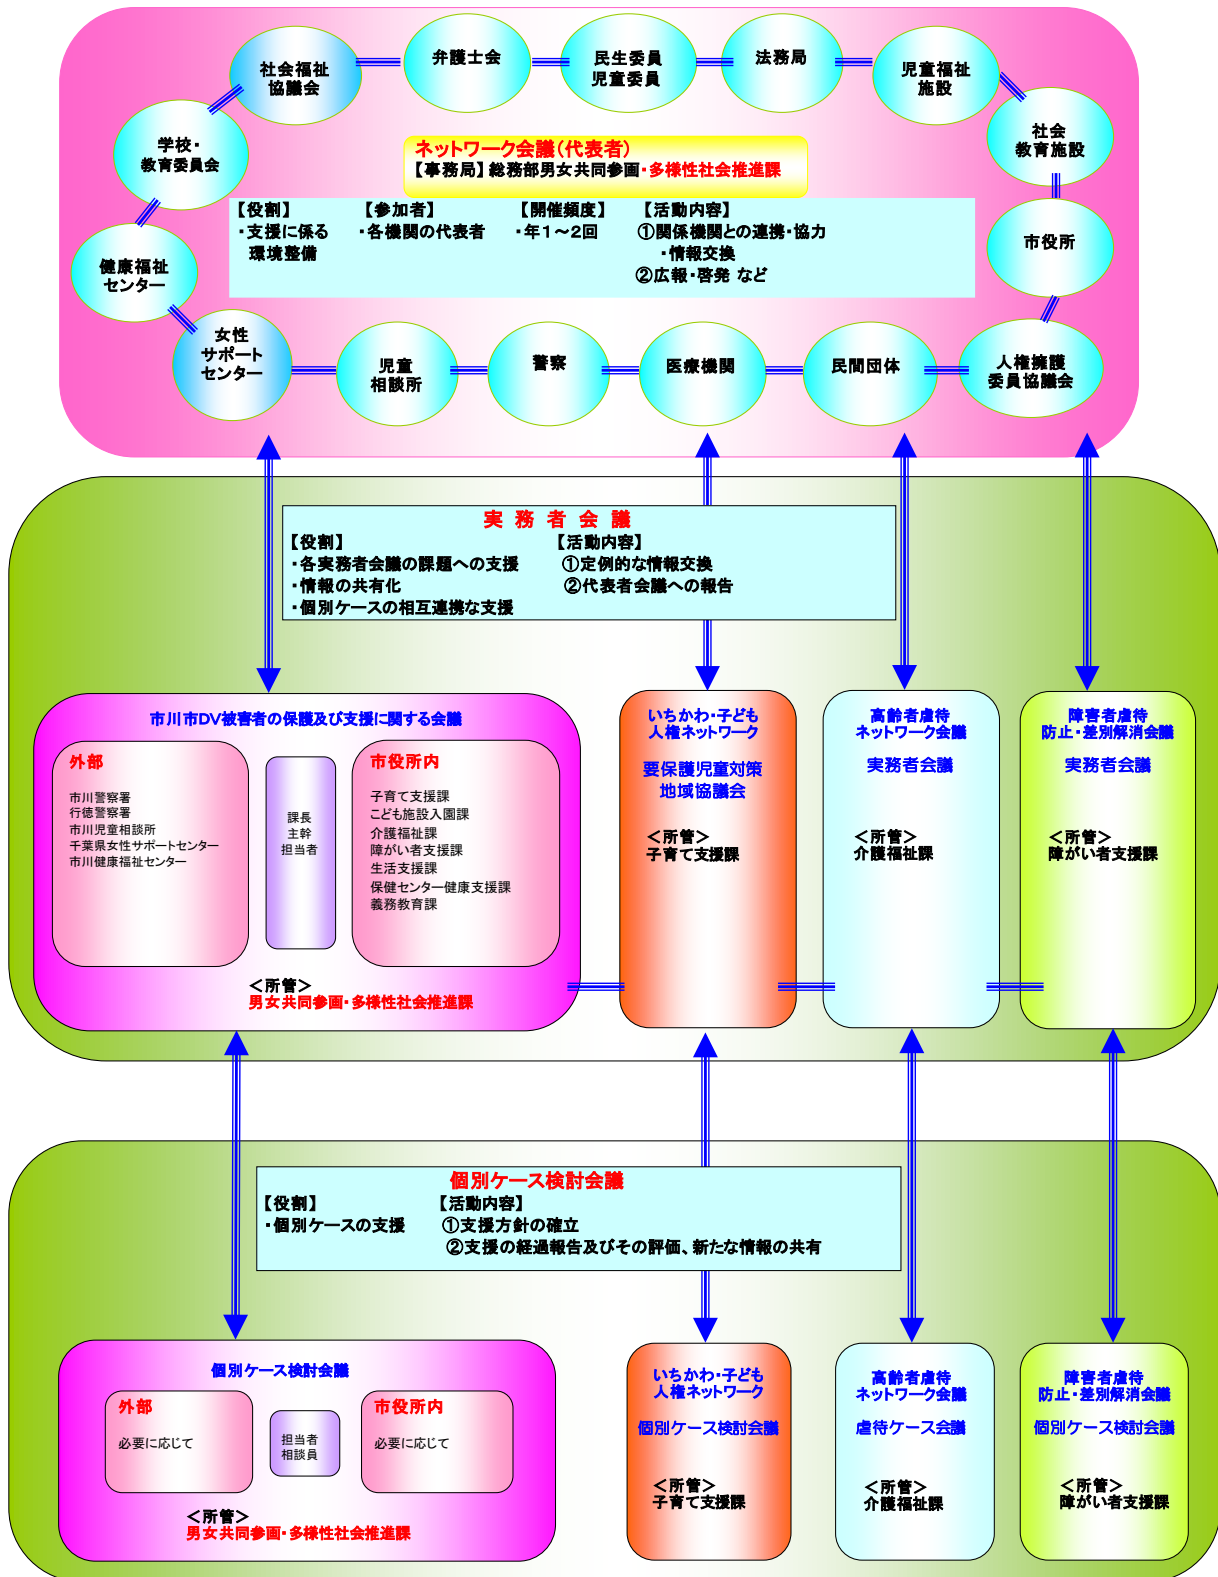 社会福祉
協議会
弁護士会
民生委員
児童委員
法務局
児童福祉
施設
学校・
教育委員会
社会
教育施設
ネットワーク会議(代表者)
【事務局】総務部男女共同参画・多様性社会推進課
【役割】 【参加者】 【開催頻度】 【活動内容】
・支援に係る ・各機関の代表者 ・年1～2回 ①関係機関との連携・協力
環境整備 ・情報交換
②広報・啓発 など
健康福祉
センター
市役所
女性
サポート
センター
児童
相談所
警察
医療機関
民間団体
人権擁護
委員協議会
実 務 者 会 議
【役割】 【活動内容】
・各実務者会議の課題への支援 ①定例的な情報交換
・情報の共有化 ②代表者会議への報告
・個別ケースの相互連携な支援
市川市DV被害者の保護及び支援に関する会議
外部
市川警察署
行徳警察署
市川児童相談所
千葉県女性サポートセンター
市川健康福祉センター
課長
主幹
担当者
市役所内
子育て支援課
こども施設入園課
介護福祉課
障がい者支援課
生活支援課
保健センター健康支援課
義務教育課
＜所管＞
男女共同参画・多様性社会推進課
いちかわ・子ども
人権ネットワーク
要保護児童対策
地域協議会
＜所管＞
子育て支援課
高齢者虐待
ネットワーク会議
実務者会議
＜所管＞
介護福祉課
障害者虐待
防止・差別解消会議
実務者会議
＜所管＞
障がい者支援課
個別ケース検討会議
【役割】 【活動内容】
・個別ケースの支援 ①支援方針の確立
②支援の経過報告及びその評価、新たな情報の共有
個別ケース検討会議
外部
必要に応じて
担当者
相談員
市役所内
必要に応じて
＜所管＞
男女共同参画・多様性社会推進課
いちかわ・子ども
人権ネットワーク
個別ケース検討会議
＜所管＞
子育て支援課
高齢者虐待
ネットワーク会議
虐待ケース会議
＜所管＞
介護福祉課
障害者虐待
防止・差別解消会議
個別ケース検討会議
＜所管＞
障がい者支援課